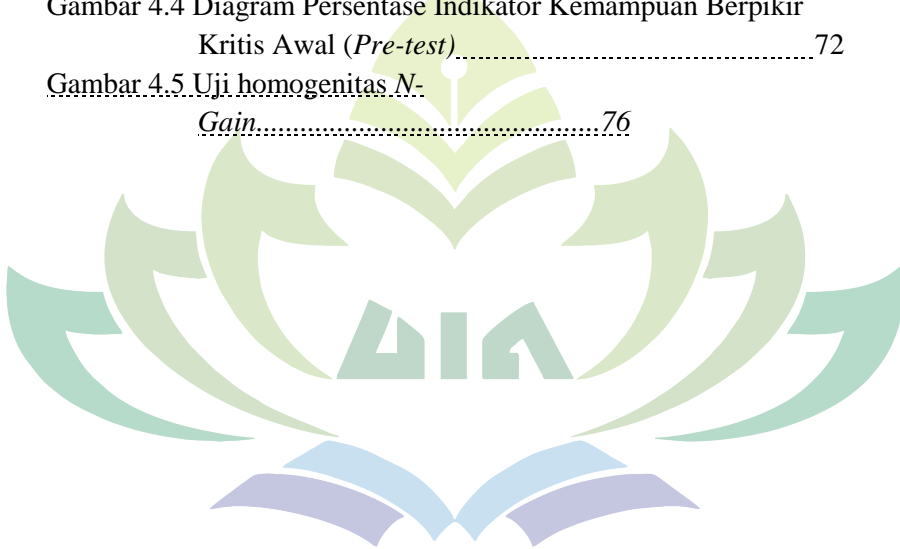 Gambar 4.4 Diagram Persentase Indikator Kemampuan Berpikir
Kritis Awal (Pre-test)...............................................72
Gambar 4.5 Uji homogenitas N-
Gain...............................................76